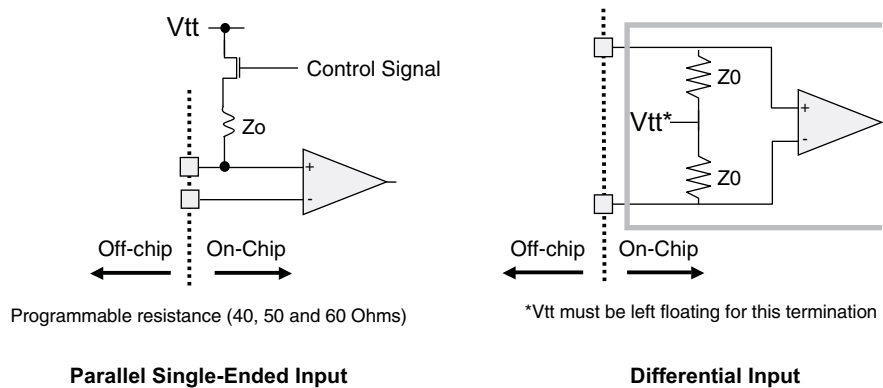 Vtt
Control Signal
Zo
+
-
Off-chip On-Chip
Programmable resistance (40, 50 and 60 Ohms)
Parallel Single-Ended Input
Z0
Vtt*
+
-
Z0
Off-chip On-Chip
*Vtt must be left floating for this termination
Differential Input